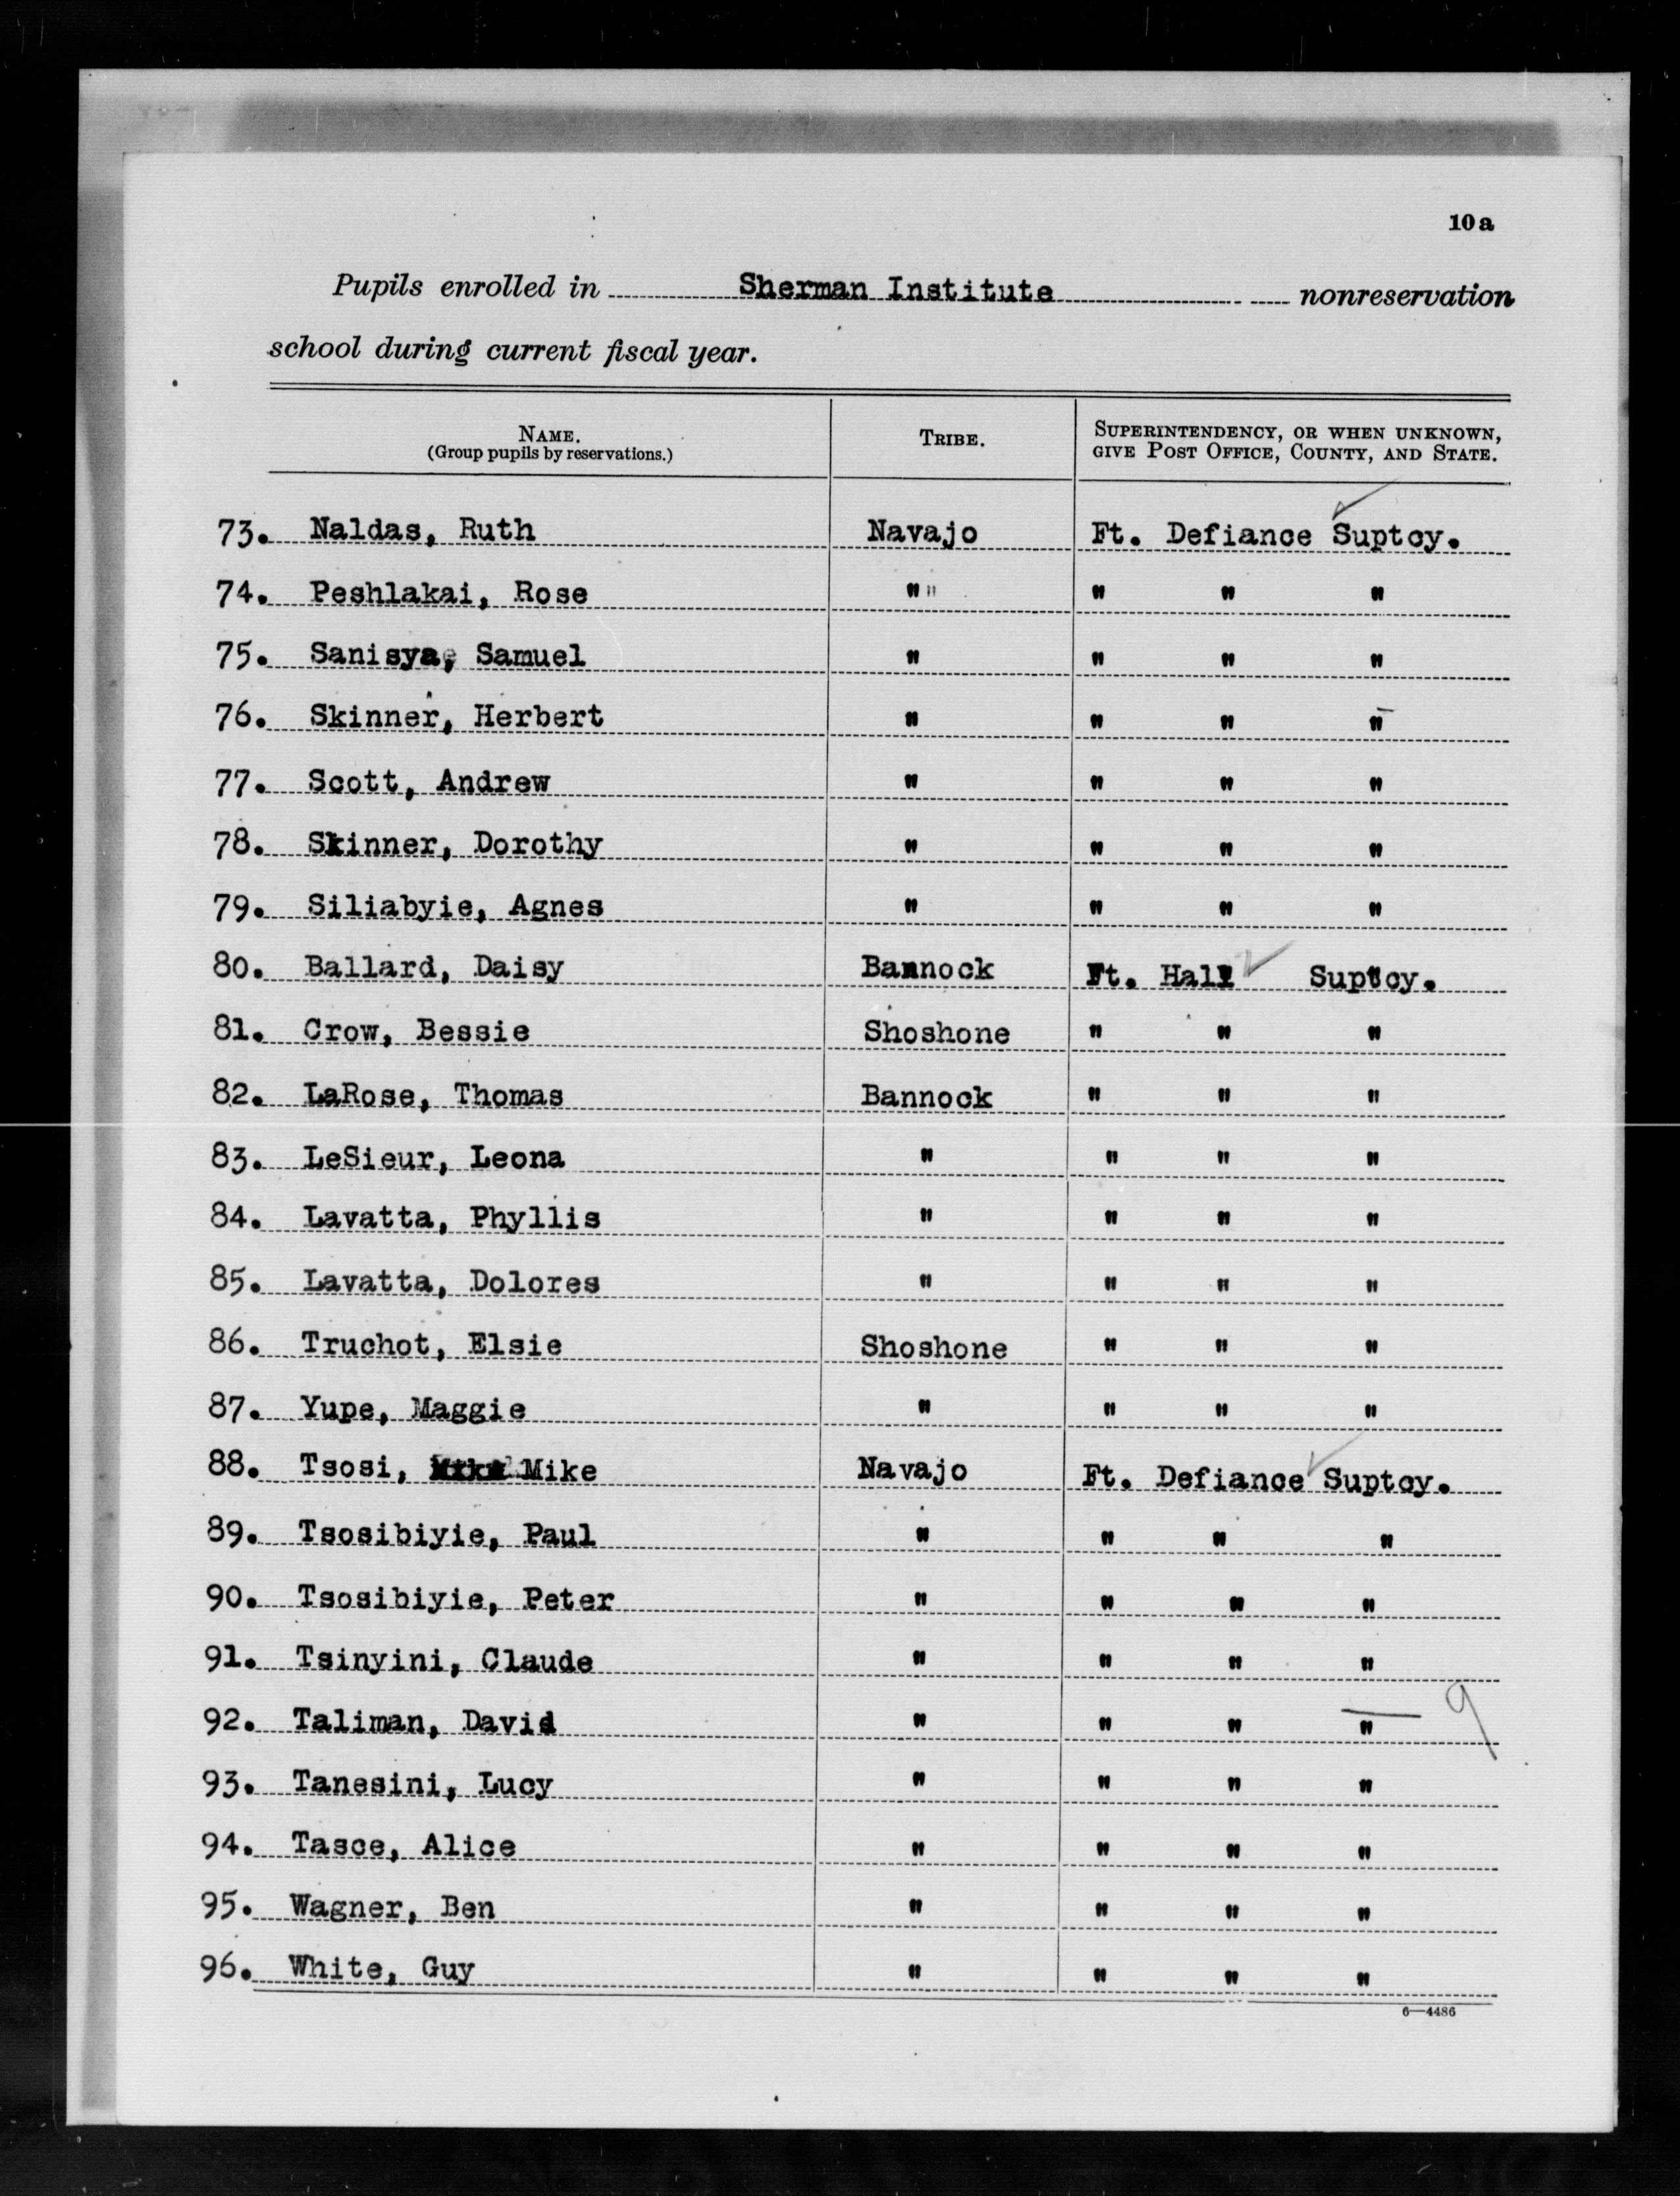 10a
Pupils enrolled in Sherman Institute nonreservation
school during current fiscal year.
NAME. (Group pupils by reservations.) TRIBE. SUPERINTENDENCY, OR WHEN UNKNOWN, GIVE POST OFFICE, COUNTY, AND STATE.
73. Naldas, Ruth Navajo Ft. Defiance Suptcy.
74. Peshlakai, Rose " " " " "
75. Sanisya, Samuel " " " "
76. Skinner, Herbert " " " "
77. Scott, Andrew " " " "
78. Skinner, Dorothy " " " "
79. Siliabyie, Agnes " " " "
80. Ballard, Daisy Bannock Ft. Hall Suptcy.
81. Crow, Bessie Shoshone " " "
82. LaRose, Thomas Bannock " " "
83. LeSieur, Leona " " " "
84. Lavatta, Phyllis " " " "
85. Lavatta, Dolores " " " "
86. Truchot, Elsie Shoshone " " "
87. Yupe, Maggie " " " "
88. Tsosi, Mike Navajo Ft. Defiance Suptcy.
89. Tsosibiyie, Paul " " " "
90. Tsosibiyie, Peter " " " "
91. Tsinyini, Claude " " " "
92. Taliman, David " " " " 9
93. Tanesini, Lucy " " " "
94. Tasce, Alice " " " "
95. Wagner, Ben " " " "
96. White, Guy " " " "
6—4486